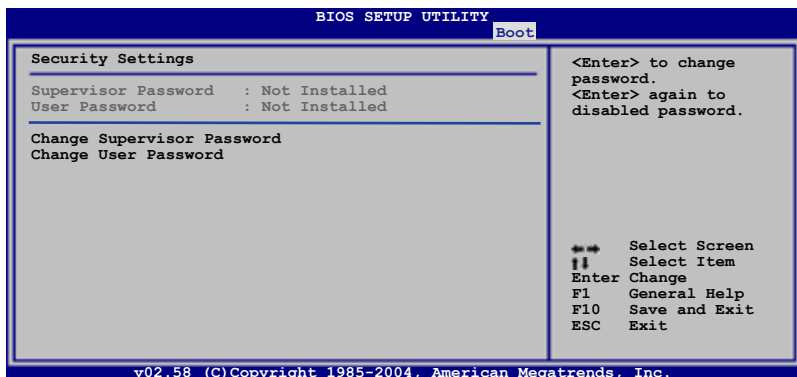 BIOS SETUP UTILITY
Boot
Security Settings
Supervisor Password : Not Installed
User Password : Not Installed
Change Supervisor Password
Change User Password
<Enter> to change
password.
<Enter> again to
disabled password.
Select Screen
Select Item
Enter Change
F1 General Help
F10 Save and Exit
ESC Exit
v02.58 (C)Copyright 1985-2004, American Megatrends, Inc.